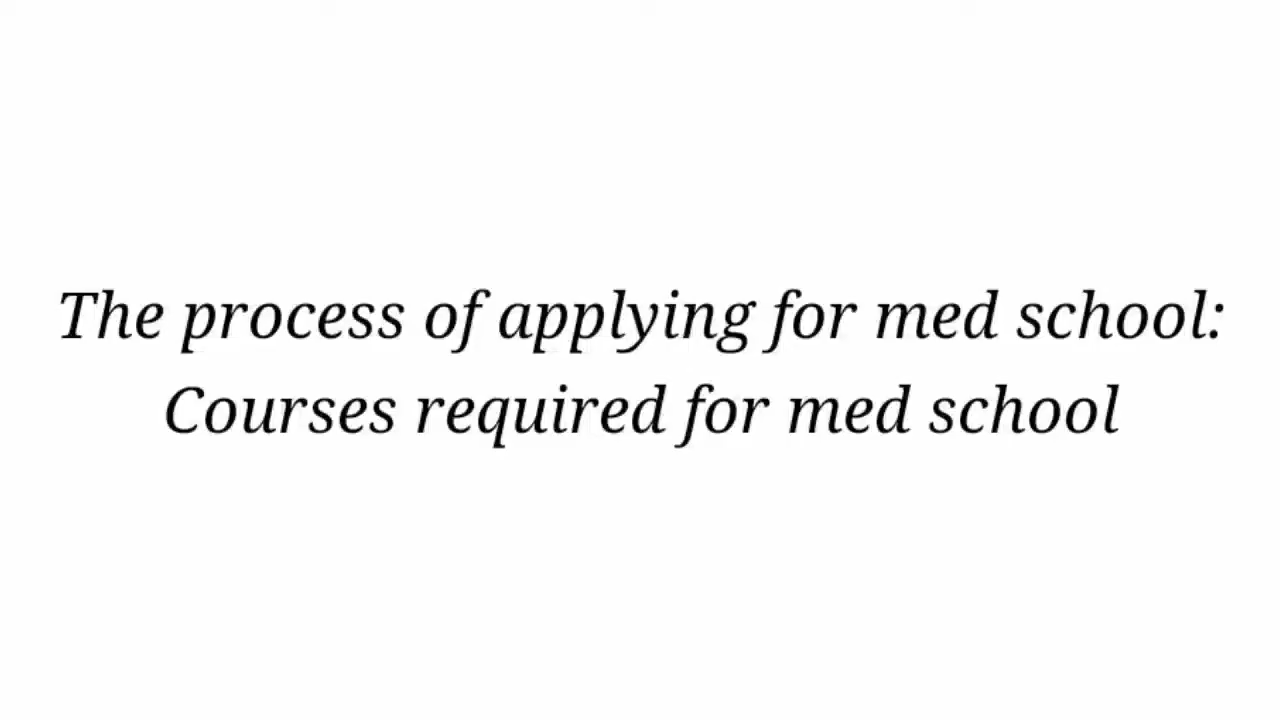 The process of applying for med school:
Courses required for med school